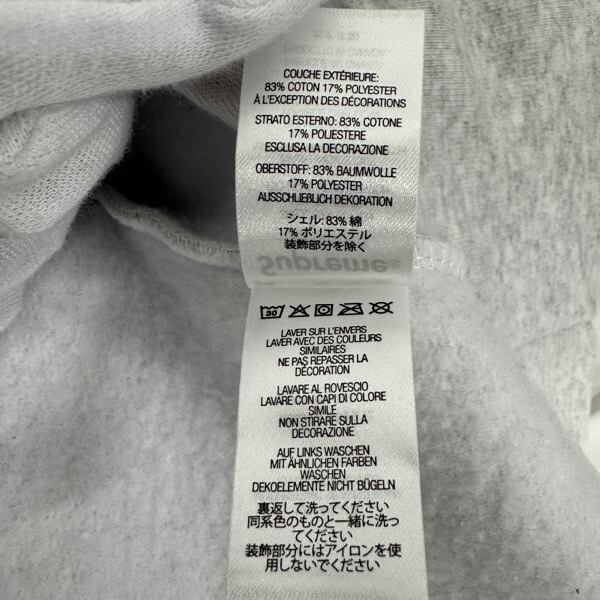 COUCHE EXTÉRIEURE:
83% COTON 17% POLYESTER
À L'EXCEPTION DES DÉCORATIONS
STRATO ESTERNO: 83% COTONE
17% POLIESTERE
ESCLUSA LA DECORAZIONE
OBERSTOFF: 83% BAUMWOLLE
17% POLYESTER
AUSSCHLIEẞLICH DEKORATION
シェル: 83% 綿
17% ポリエステル
装飾部分を除く
Supreme
30
LAVER SUR L'ENVERS
LAVER AVEC DES COULEURS
SIMILAIRES
NE PAS REPASSER LA
DÉCORATION
LAVARE AL ROVESCIO
LAVARE CON CAPI DI COLORE
SIMILE
NON STIRARE SULLA
DECORAZIONE
AUF LINKS WASCHEN
MIT ÄHNLICHEN FARBEN
WASCHEN
DEKOELEMENTE NICHT BÜGELN
裏返して洗ってください
同系色のものと一緒に洗っ
てください
装飾部分にはアイロンを使
用しないでください